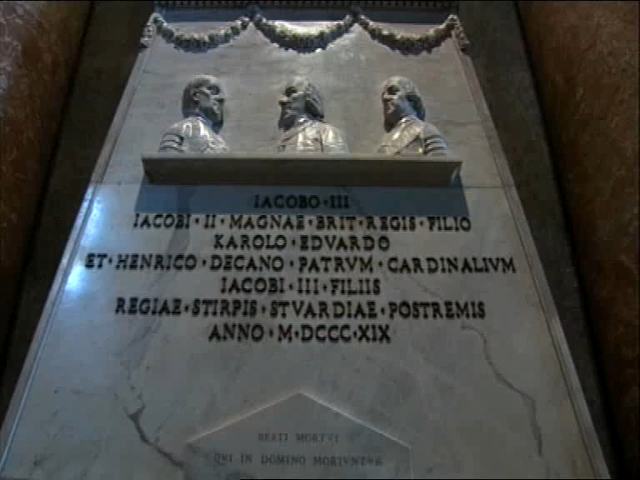 IACOBO·III
IACOBI·II·MAGNAE·BRIT·REGIS·FILIO
KAROLO·EDVARDO
ET·HENRICO·DECANO·PATRVM·CARDINALIVM
IACOBI·III·FILIIS
REGIAE·STIRPIS·STVARDIAE·POSTREMIS
ANNO·M·DCCC·XIX
BEATI MORTVI
QVI IN DOMINO MORIVNTVR